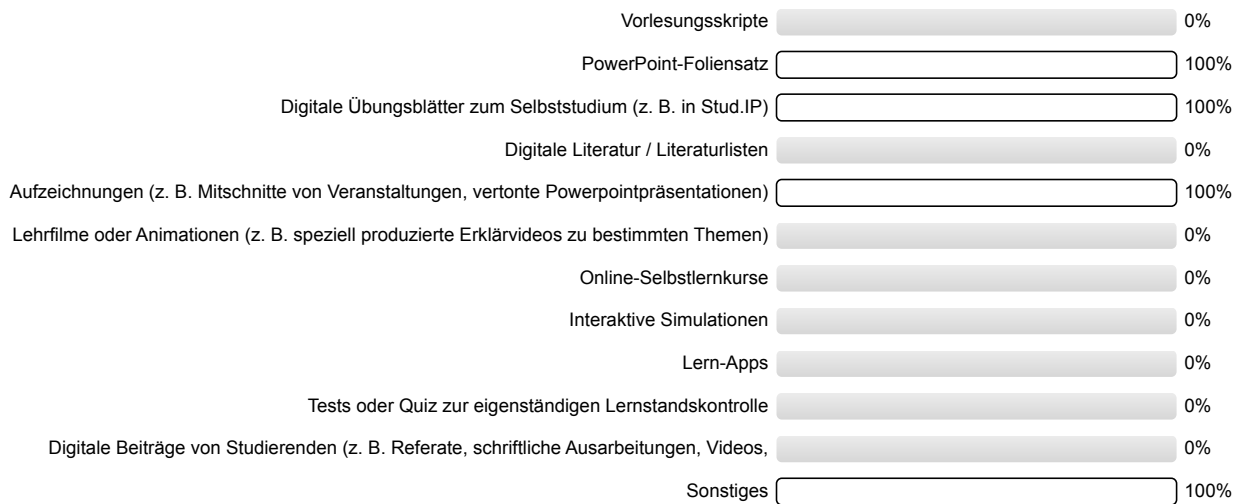 Vorlesungsskripte 0%
PowerPoint-Foliensatz 100%
Digitale Übungsblätter zum Selbststudium (z. B. in Stud.IP) 100%
Digitale Literatur / Literaturlisten 0%
Aufzeichnungen (z. B. Mitschnitte von Veranstaltungen, vertonte Powerpointpräsentationen) 100%
Lehrfilme oder Animationen (z. B. speziell produzierte Erklärvideos zu bestimmten Themen) 0%
Online-Selbstlernkurse 0%
Interaktive Simulationen 0%
Lern-Apps 0%
Tests oder Quiz zur eigenständigen Lernstandskontrolle 0%
Digitale Beiträge von Studierenden (z. B. Referate, schriftliche Ausarbeitungen, Videos, 0%
Sonstiges 100%